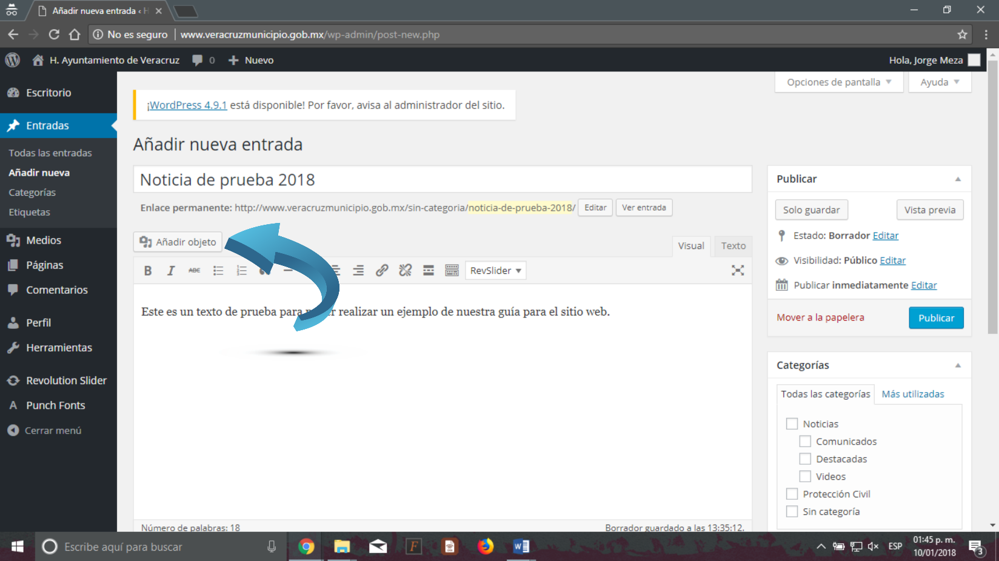 Añadir nueva entrada ‹ H
No es seguro | www.veracruzmunicipio.gob.mx/wp-admin/post-new.php
H. Ayuntamiento de Veracruz 0 Nuevo
Hola, Jorge Meza
Opciones de pantalla
Ayuda
Escritorio
Entradas
Todas las entradas
Añadir nueva
Categorías
Etiquetas
Medios
Páginas
Comentarios
Perfil
Herramientas
Revolution Slider
Punch Fonts
Cerrar menú
¡WordPress 4.9.1 está disponible! Por favor, avisa al administrador del sitio.
Añadir nueva entrada
Noticia de prueba 2018
Enlace permanente: http://www.veracruzmunicipio.gob.mx/sin-categoria/noticia-de-prueba-2018/ Editar Ver entrada
Añadir objeto
Visual Texto
B I ABC RevSlider
Este es un texto de prueba para realizar un ejemplo de nuestra guía para el sitio web.
Número de palabras: 18
Borrador guardado a las 13:35:12.
Publicar
Solo guardar Vista previa
Estado: Borrador Editar
Visibilidad: Público Editar
Publicar inmediatamente Editar
Mover a la papelera Publicar
Categorías
Todas las categorías Más utilizadas
Noticias
Comunicados
Destacadas
Videos
Protección Civil
Sin categoría
Escribe aquí para buscar
ESP
01:45 p. m.
10/01/2018
3